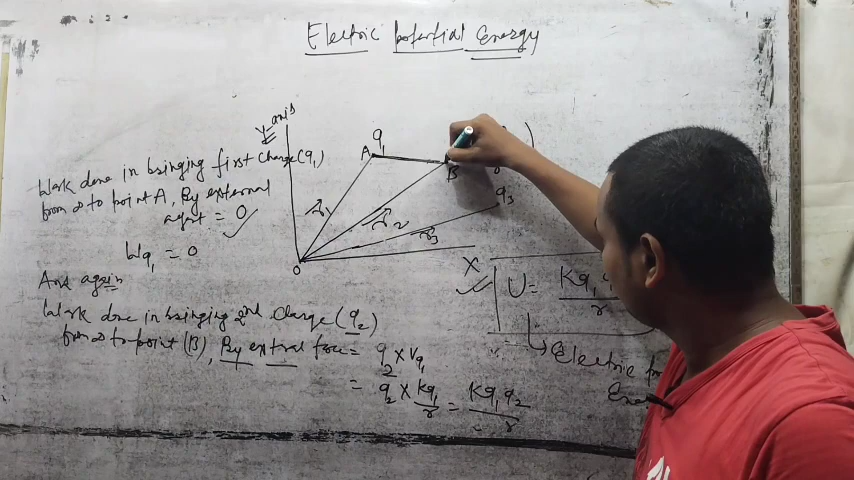 Electric potential Energy
Y axis
q1
A
B
q3
r1
r2
r3
O
X
Work done in bringing first charge (q1)
from ∞ to point A, By external
agent = 0
Wq1 = 0
And again
Work done in bringing 2nd charge (q2)
from ∞ to point (B), By extnal force = q2 × Vq1
= q2 × Kq1/r = Kq1q2/r
U = Kq1
r
Electric